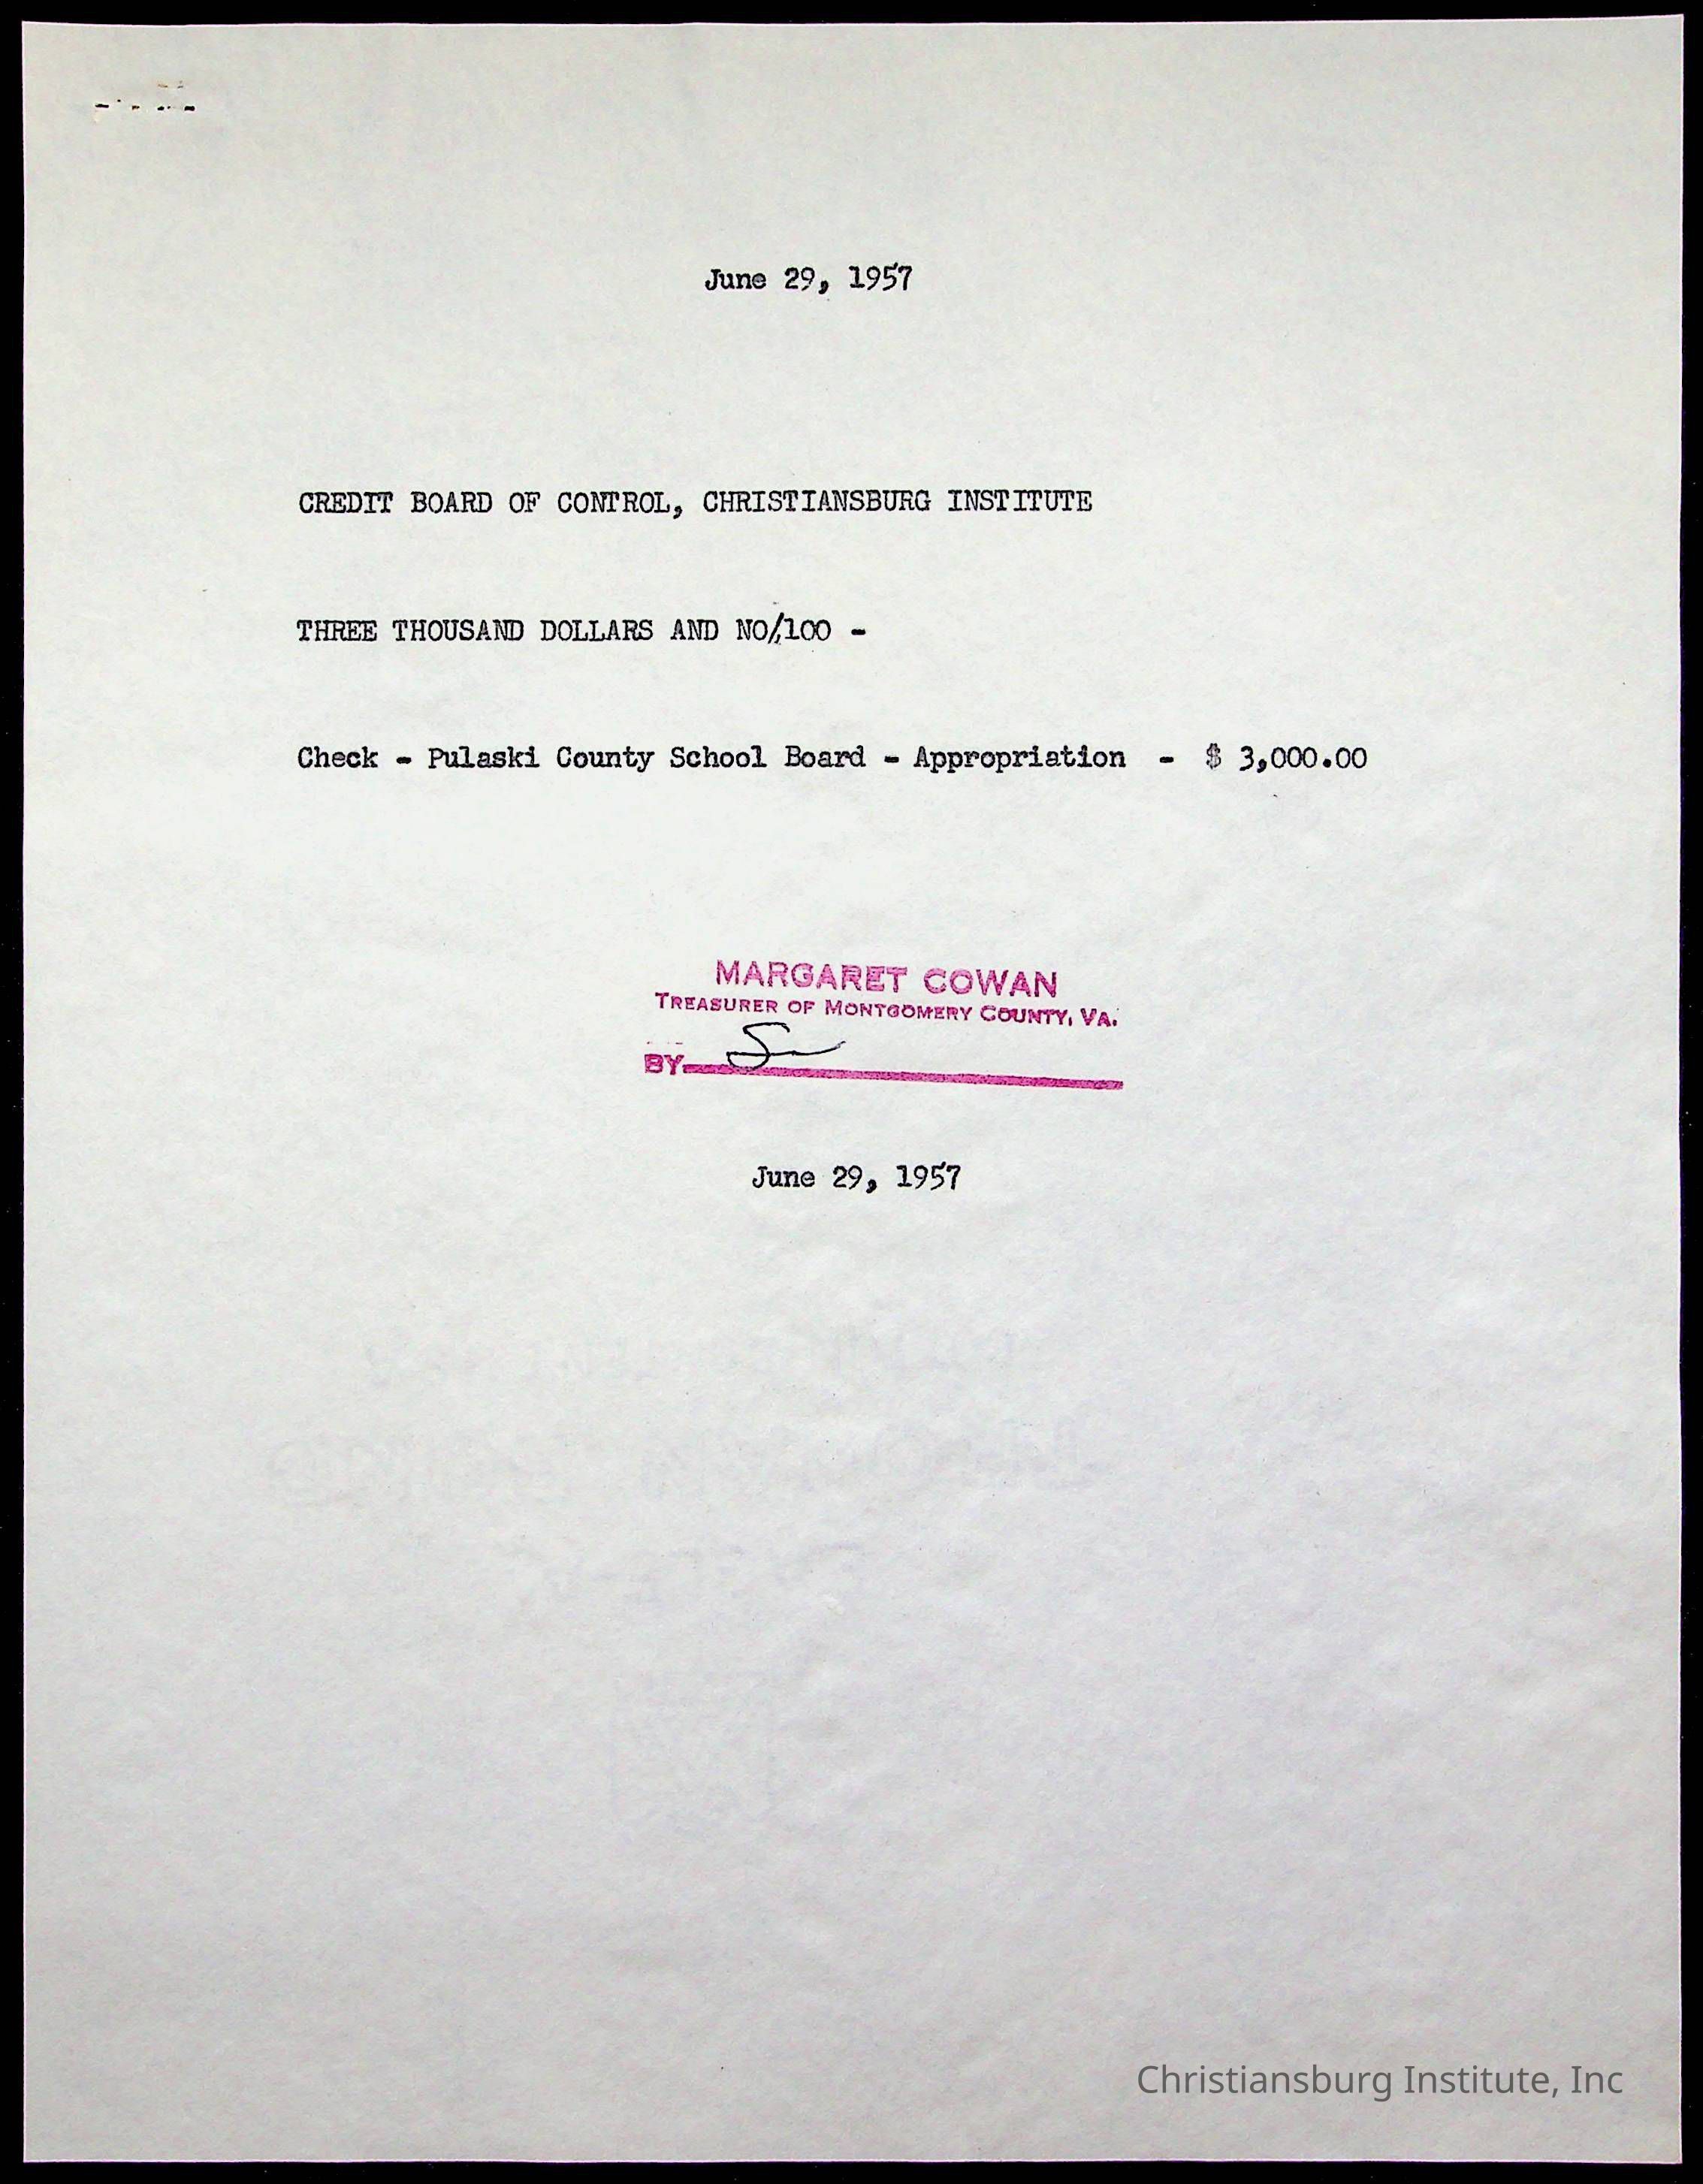 June 29, 1957
CREDIT BOARD OF CONTROL, CHRISTIANSBURG INSTITUTE
THREE THOUSAND DOLLARS AND NO/100 -
Check - Pulaski County School Board - Appropriation - $ 3,000.00
MARGARET COWAN
TREASURER OF MONTGOMERY COUNTY, VA.
BY
June 29, 1957
Christiansburg Institute, Inc